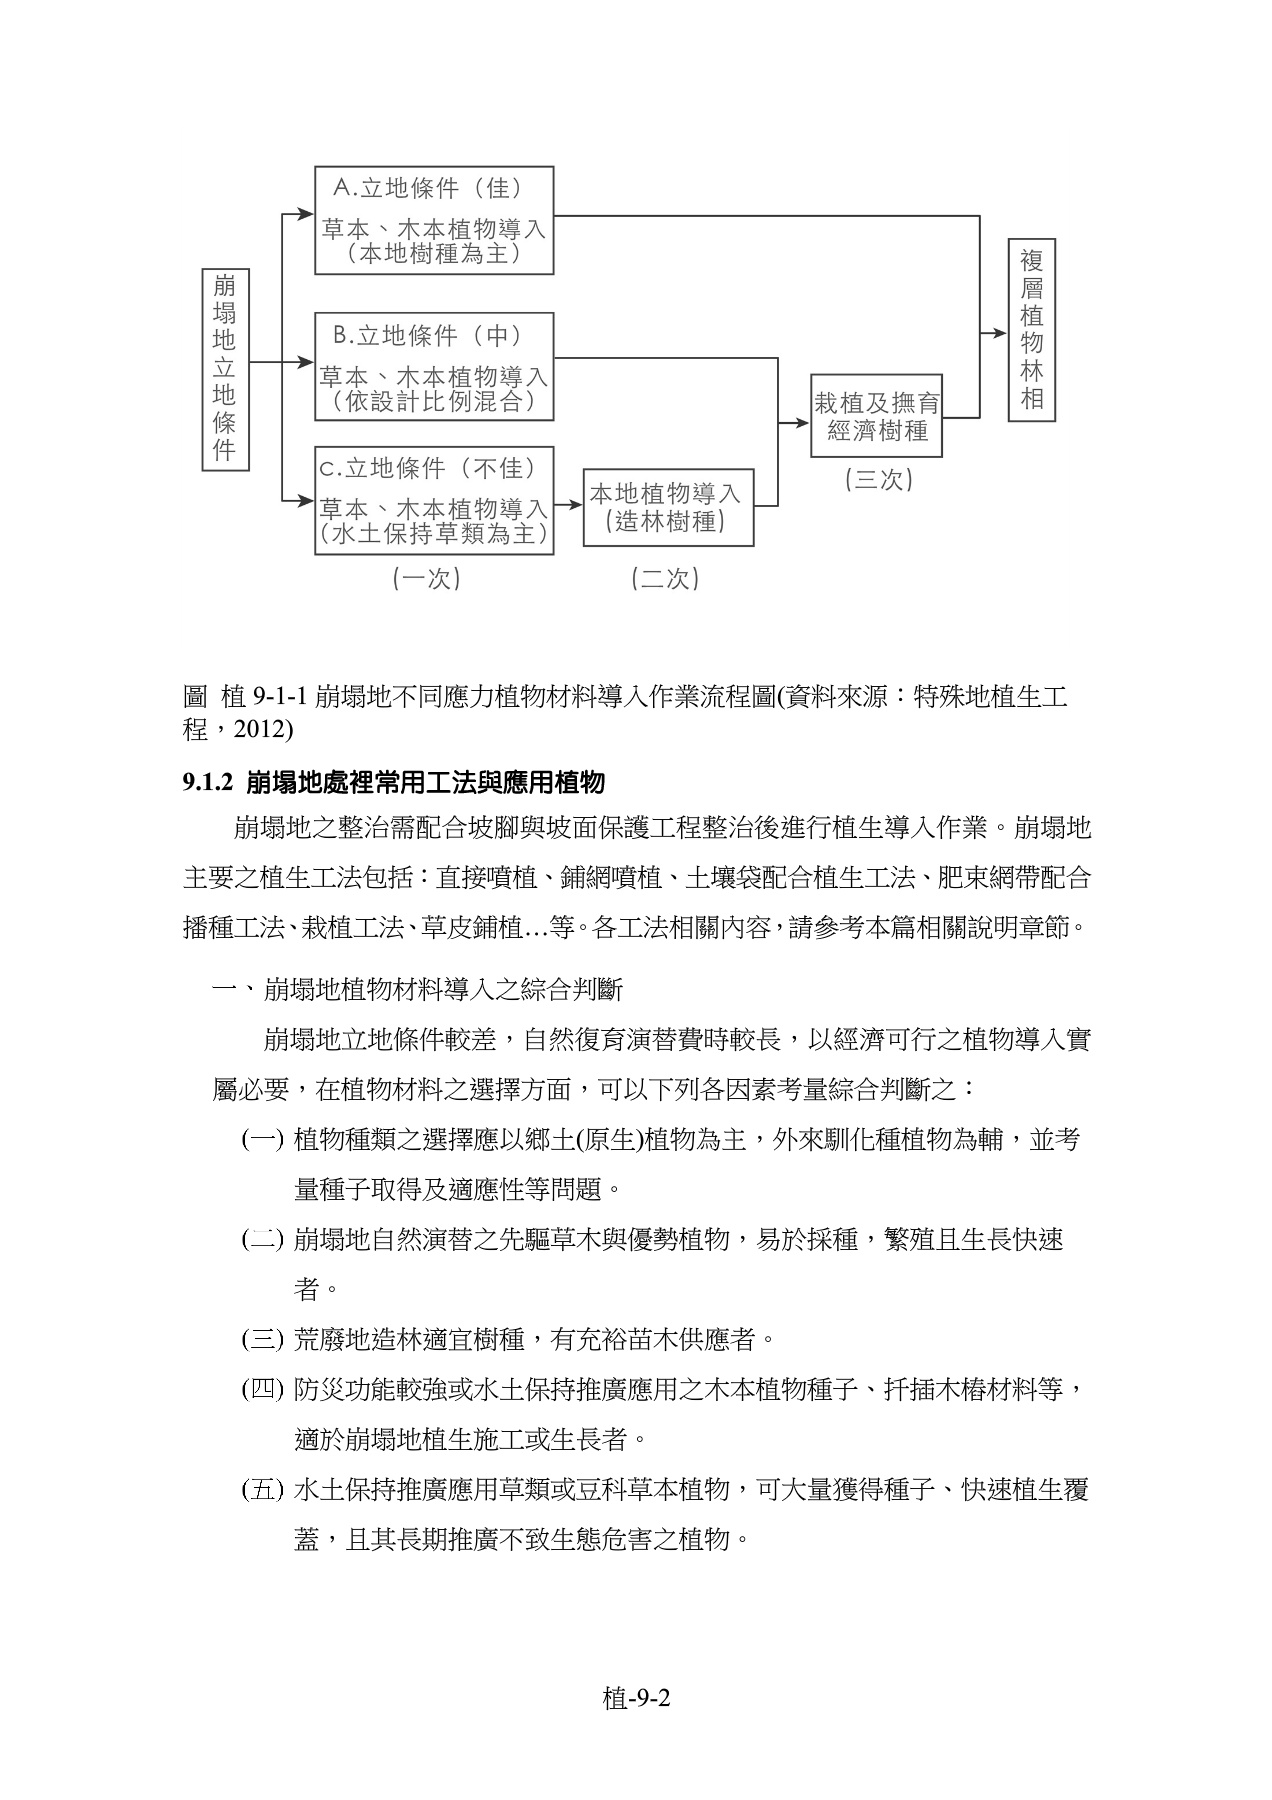 崩塌地立地條件
A.立地條件（佳）
草本、木本植物導入
（本地樹種為主）
B.立地條件（中）
草本、木本植物導入
（依設計比例混合）
c.立地條件（不佳）
草本、木本植物導入
(水土保持草類為主)
(一次)
本地植物導入
(造林樹種)
(二次)
栽植及撫育
經濟樹種
(三次)
複層植物林相
圖 植 9-1-1 崩塌地不同應力植物材料導入作業流程圖(資料來源：特殊地植生工
程，2012)
9.1.2 崩塌地處裡常用工法與應用植物
崩塌地之整治需配合坡腳與坡面保護工程整治後進行植生導入作業。崩塌地
主要之植生工法包括：直接噴植、鋪網噴植、土壤袋配合植生工法、肥束網帶配合
播種工法、栽植工法、草皮鋪植…等。各工法相關內容，請參考本篇相關說明章節。
一、崩塌地植物材料導入之綜合判斷
崩塌地立地條件較差，自然復育演替費時較長，以經濟可行之植物導入實
屬必要，在植物材料之選擇方面，可以下列各因素考量綜合判斷之：
(一) 植物種類之選擇應以鄉土(原生)植物為主，外來馴化種植物為輔，並考
量種子取得及適應性等問題。
(二) 崩塌地自然演替之先驅草木與優勢植物，易於採種，繁殖且生長快速
者。
(三) 荒廢地造林適宜樹種，有充裕苗木供應者。
(四) 防災功能較強或水土保持推廣應用之木本植物種子、扦插木樁材料等，
適於崩塌地植生施工或生長者。
(五) 水土保持推廣應用草類或豆科草本植物，可大量獲得種子、快速植生覆
蓋，且其長期推廣不致生態危害之植物。
植-9-2